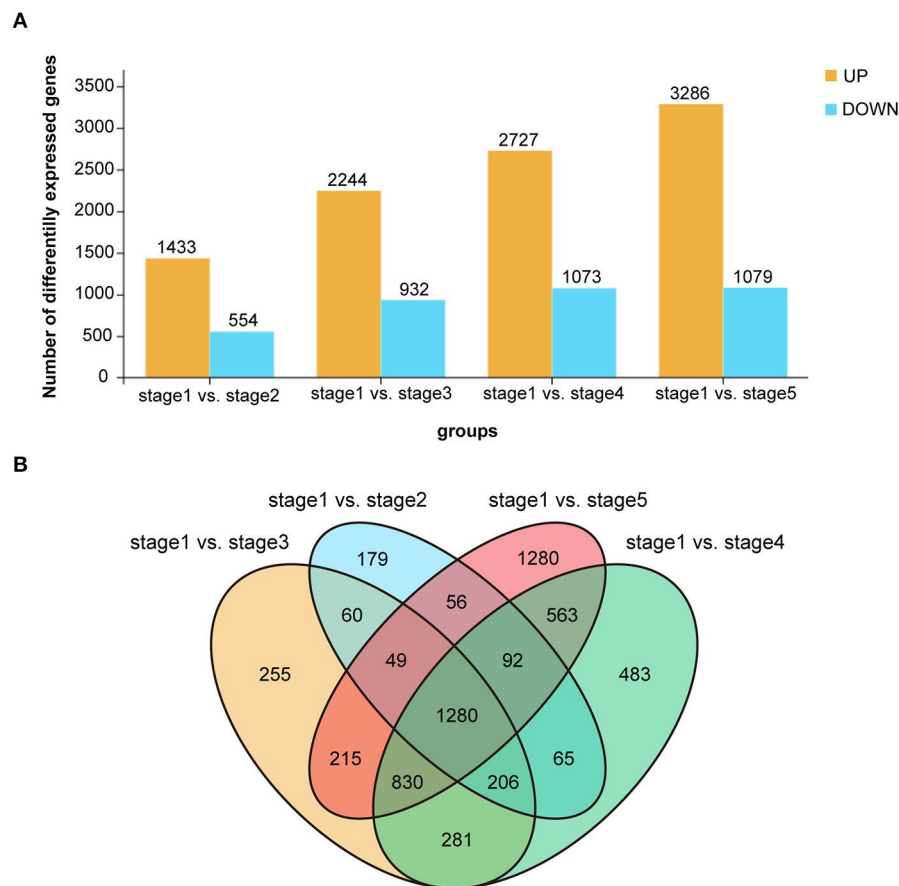 A
Number of differentilly expressed genes
3500
3000
2500
2000
1500
1000
500
0
1433
554
2244
932
2727
1073
3286
1079
UP
DOWN
stage1 vs. stage2
stage1 vs. stage3
stage1 vs. stage4
stage1 vs. stage5
groups
B
stage1 vs. stage2
stage1 vs. stage5
stage1 vs. stage3
stage1 vs. stage4
179
1280
60
56
563
255
49
92
483
1280
215
65
830
206
281